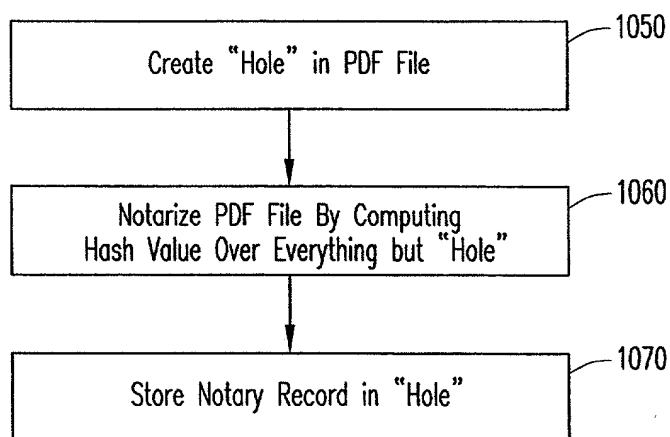 1050
Create “Hole” in PDF File
1060
Notarize PDF File By Computing
Hash Value Over Everything but “Hole”
1070
Store Notary Record in “Hole”